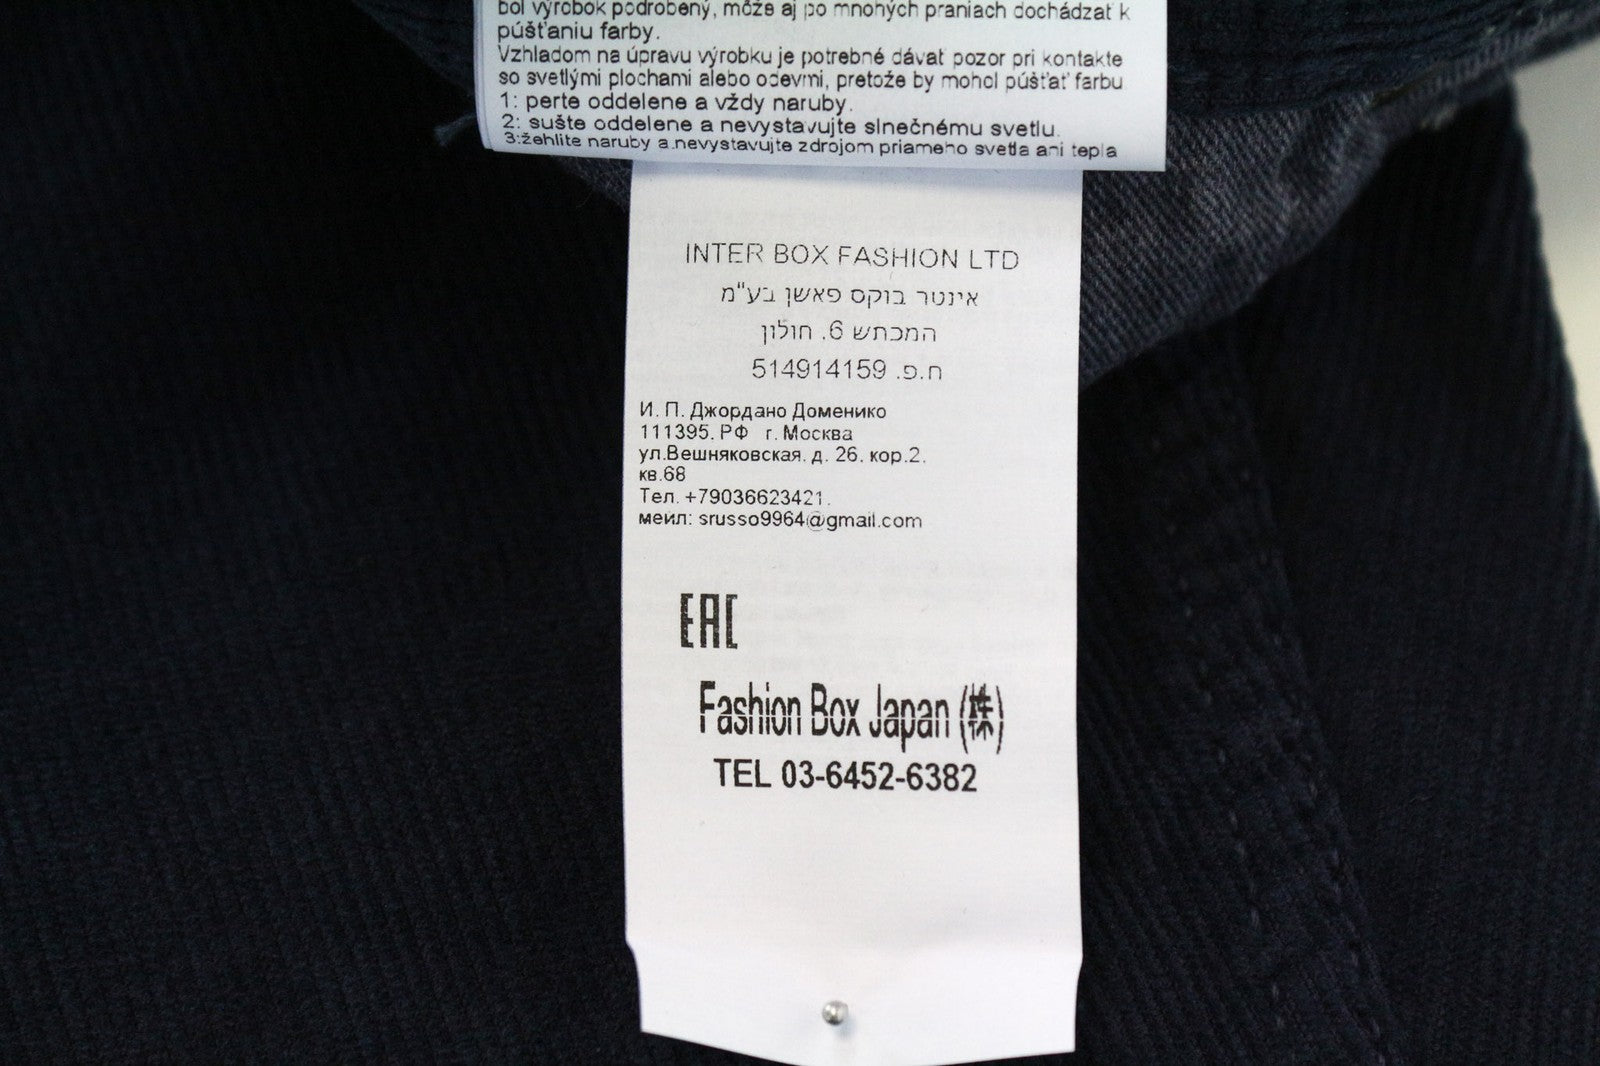 bol výrobok podrobený, môže aj po mnohých praniach dochádzať k
púšťaniu farby.
Vzhladom na úpravu výrobku je potrebné dávat pozor pri kontakte
so svetlými plochami alebo odevmi, pretože by mohol púšťať farbu
1: perte oddelene a vždy naruby.
2: sušte oddelene a nevystavujte slnečnému svetlu.
3:žehlite naruby a nevystavujte zdrojom priameho svetla ani tepla
INTER BOX FASHION LTD
אינטר בוקס פאשן בע"מ
המכתש 6. חולון
ח.פ. 514914159
И. П. Джордано Доменико
111395. РФ г. Москва
ул.Вешняковская. д. 26. кор.2.
кв.68
Тел. +79036623421.
меил: srusso9964@gmail.com
EAC
Fashion Box Japan (株)
TEL 03-6452-6382